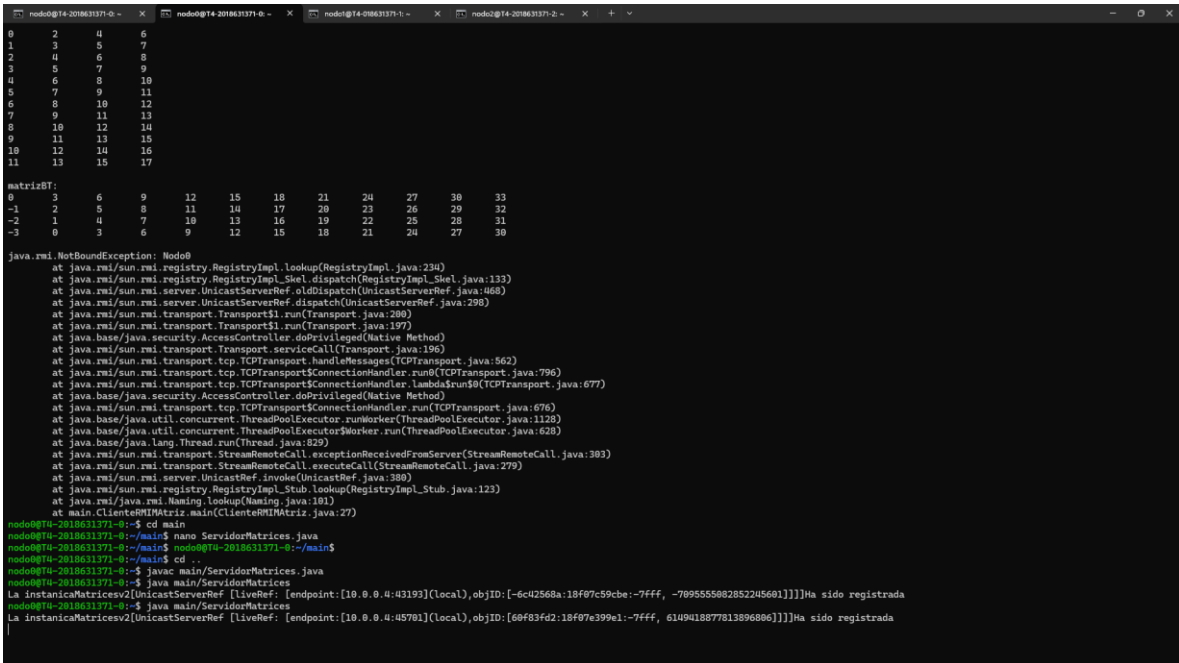 nodo0@T4-2018631371-0: ~ nodo0@T4-2018631371-0: ~ nodot@T4-018631371-1: ~ nodo2@T4-2018631371-2: ~
0 2 4 6
1 3 5 7
2 4 6 8
3 5 7 9
4 6 8 10
5 7 9 11
6 8 10 12
7 9 11 13
8 10 12 14
9 11 13 15
10 12 14 16
11 13 15 17
matrizBT:
0 3 6 9 12 15 18 21 24 27 30 33
-1 2 5 8 11 14 17 20 23 26 29 32
-2 1 4 7 10 13 16 19 22 25 28 31
-3 0 3 6 9 12 15 18 21 24 27 30
java.rmi.NotBoundException: Nodo0
at java.rmi/sun.rmi.registry.RegistryImpl.lookup(RegistryImpl.java:234)
at java.rmi/sun.rmi.registry.RegistryImpl_Skel.dispatch(RegistryImpl_Skel.java:133)
at java.rmi/sun.rmi.server.UnicastServerRef.oldDispatch(UnicastServerRef.java:468)
at java.rmi/sun.rmi.server.UnicastServerRef.dispatch(UnicastServerRef.java:298)
at java.rmi/sun.rmi.transport.Transport$1.run(Transport.java:200)
at java.rmi/sun.rmi.transport.Transport$1.run(Transport.java:197)
at java.base/java.security.AccessController.doPrivileged(Native Method)
at java.rmi/sun.rmi.transport.Transport.serviceCall(Transport.java:196)
at java.rmi/sun.rmi.transport.tcp.TCPTransport.handleMessages(TCPTransport.java:562)
at java.rmi/sun.rmi.transport.tcp.TCPTransport$ConnectionHandler.run0(TCPTransport.java:796)
at java.rmi/sun.rmi.transport.tcp.TCPTransport$ConnectionHandler.lambda$run$0(TCPTransport.java:677)
at java.base/java.security.AccessController.doPrivileged(Native Method)
at java.rmi/sun.rmi.transport.tcp.TCPTransport$ConnectionHandler.run(TCPTransport.java:676)
at java.base/java.util.concurrent.ThreadPoolExecutor.runWorker(ThreadPoolExecutor.java:1128)
at java.base/java.util.concurrent.ThreadPoolExecutor$Worker.run(ThreadPoolExecutor.java:628)
at java.base/java.lang.Thread.run(Thread.java:829)
at java.rmi/sun.rmi.transport.StreamRemoteCall.exceptionReceivedFromServer(StreamRemoteCall.java:303)
at java.rmi/sun.rmi.transport.StreamRemoteCall.executeCall(StreamRemoteCall.java:279)
at java.rmi/sun.rmi.server.UnicastRef.invoke(UnicastRef.java:380)
at java.rmi/sun.rmi.registry.RegistryImpl_Stub.lookup(RegistryImpl_Stub.java:123)
at java.rmi/java.rmi.Naming.lookup(Naming.java:101)
at main.ClienteRMIMAtriz.main(ClienteRMIMAtriz.java:27)
nodo0@T4-2018631371-0:~$ cd main
nodo0@T4-2018631371-0:~/main$ nano ServidorMatrices.java
nodo0@T4-2018631371-0:~/main$ nodo0@T4-2018631371-0:~/main$
nodo0@T4-2018631371-0:~/main$ cd ..
nodo0@T4-2018631371-0:~$ javac main/ServidorMatrices.java
nodo0@T4-2018631371-0:~$ java main/ServidorMatrices
La instanicaMatricesv2[UnicastServerRef [liveRef: [endpoint:[10.0.0.4:43193](local),objID:[-6c42568a:18f07c59cbe:-7fff, -7095555082852245601]]]]Ha sido registrada
nodo0@T4-2018631371-0:~$ java main/ServidorMatrices
La instanicaMatricesv2[UnicastServerRef [liveRef: [endpoint:[10.0.0.4:45701](local),objID:[60f83fd2:18f07e399e1:-7fff, 6149418877813896806]]]]Ha sido registrada